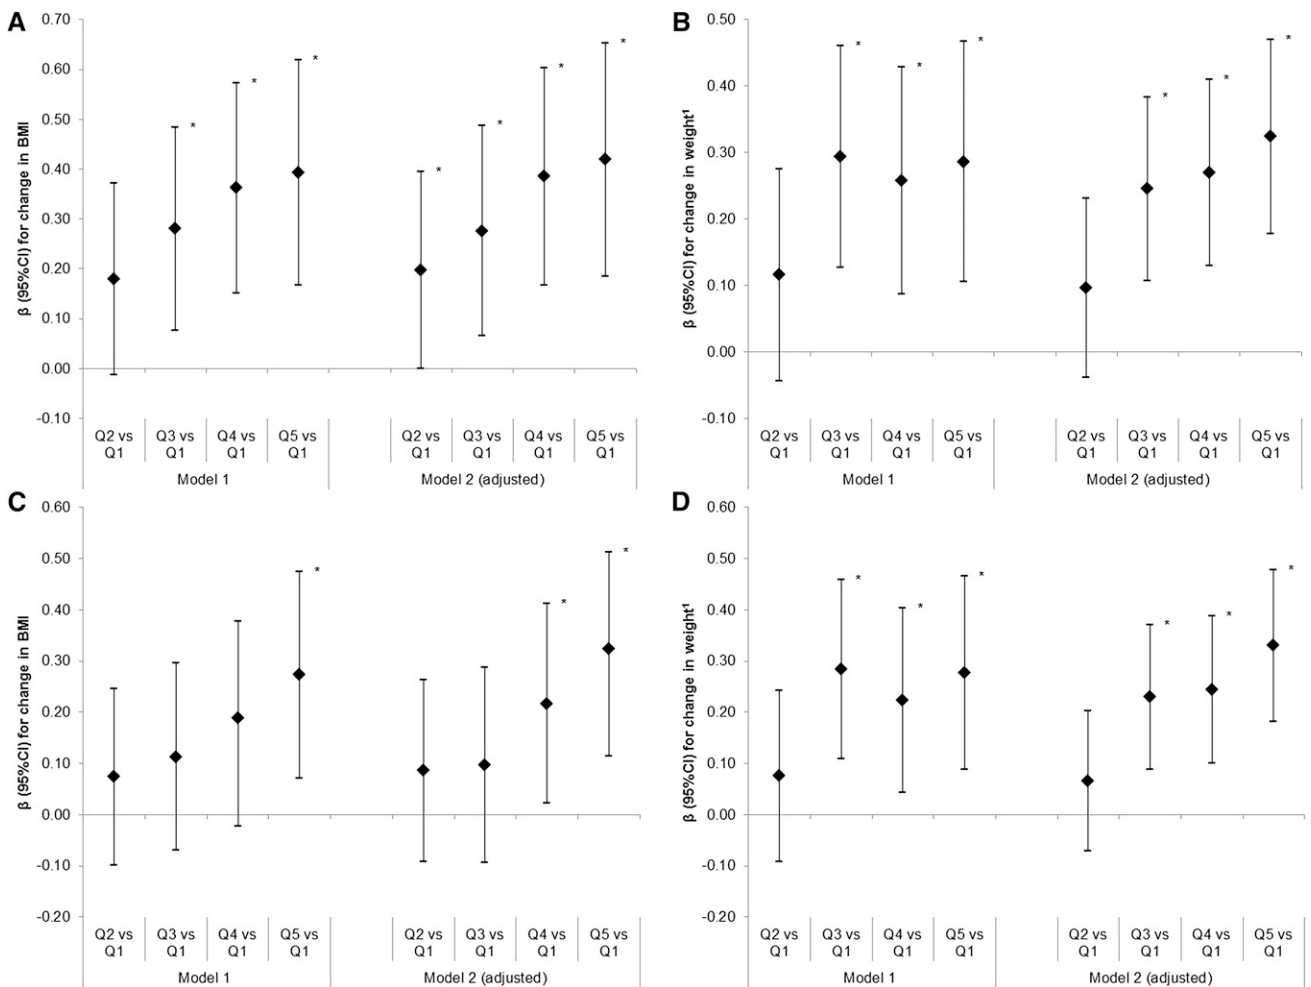 A
β (95%CI) for change in BMI
0.70
0.60
0.50
0.40
0.30
0.20
0.10
0.00
-0.10
* * * * * * *
Q2 vs Q1
Q3 vs Q1
Q4 vs Q1
Q5 vs Q1
Q2 vs Q1
Q3 vs Q1
Q4 vs Q1
Q5 vs Q1
Model 1
Model 2 (adjusted)
B
β (95%CI) for change in weight¹
0.50
0.40
0.30
0.20
0.10
0.00
-0.10
* * * * * *
Q2 vs Q1
Q3 vs Q1
Q4 vs Q1
Q5 vs Q1
Q2 vs Q1
Q3 vs Q1
Q4 vs Q1
Q5 vs Q1
Model 1
Model 2 (adjusted)
C
β (95%CI) for change in BMI
0.60
0.50
0.40
0.30
0.20
0.10
0.00
-0.10
-0.20
* * *
Q2 vs Q1
Q3 vs Q1
Q4 vs Q1
Q5 vs Q1
Q2 vs Q1
Q3 vs Q1
Q4 vs Q1
Q5 vs Q1
Model 1
Model 2 (adjusted)
D
β (95%CI) for change in weight¹
0.60
0.50
0.40
0.30
0.20
0.10
0.00
-0.10
-0.20
* * * * * *
Q2 vs Q1
Q3 vs Q1
Q4 vs Q1
Q5 vs Q1
Q2 vs Q1
Q3 vs Q1
Q4 vs Q1
Q5 vs Q1
Model 1
Model 2 (adjusted)